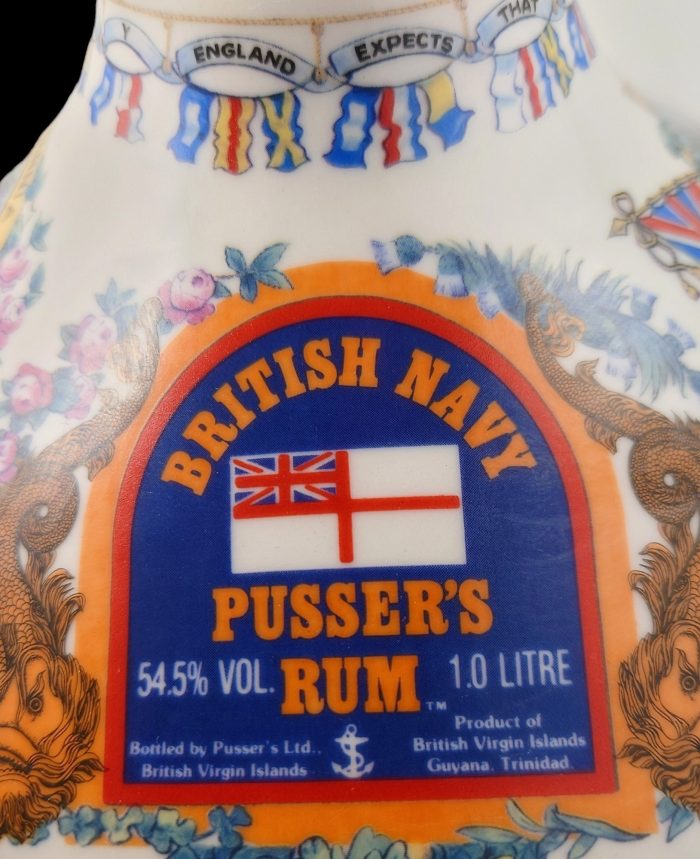 Y ENGLAND EXPECTS THAT
BRITISH NAVY
PUSSER'S
54.5% VOL. RUM ™ 1.0 LITRE
Bottled by Pusser's Ltd.,
British Virgin Islands
Product of
British Virgin Islands
Guyana. Trinidad.